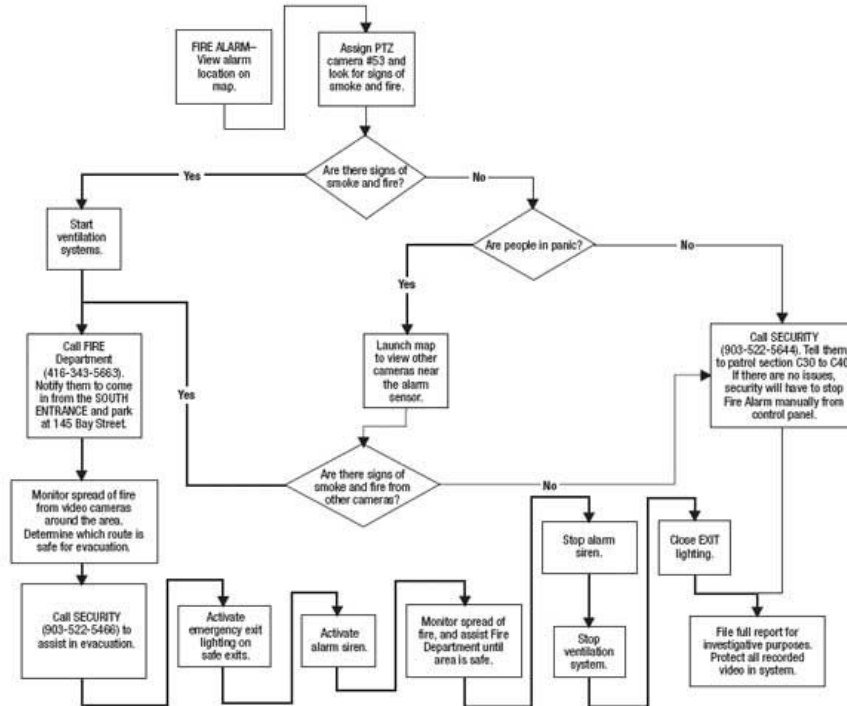 FIRE ALARM–
View alarm
location on
map.
Assign PTZ
camera #53 and
look for signs of
smoke and fire.
Are there signs of
smoke and fire?
Yes
No
Start
ventilation
systems.
Are people in panic?
No
Yes
Call FIRE
Department
(416-343-5663).
Notify them to come
in from the SOUTH
ENTRANCE and park
at 145 Bay Street.
Yes
Launch map
to view other
cameras near
the alarm
sensor.
Call SECURITY
(903-522-5644). Tell them
to patrol section C30 to C40.
If there are no issues,
security will have to stop
Fire Alarm manually from
control panel.
Are there signs of
smoke and fire from
other cameras?
No
Monitor spread of fire
from video cameras
around the area.
Determine which route is
safe for evacuation.
Stop alarm
siren.
Close EXIT
lighting.
Call SECURITY
(903-522-5466) to
assist in evacuation.
Activate
emergency exit
lighting on
safe exits.
Activate
alarm siren.
Monitor spread of
fire, and assist Fire
Department until
area is safe.
Stop
ventilation
system.
File full report for
investigative purposes.
Protect all recorded
video in system.